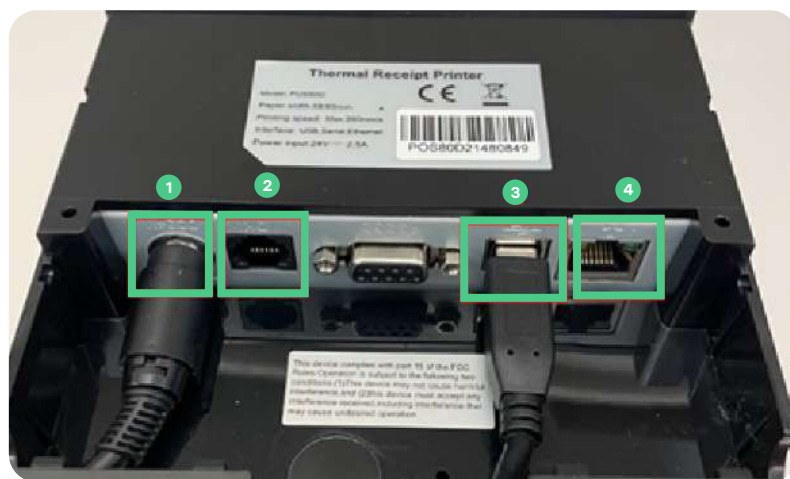 Thermal Receipt Printer
Model: POS80D
Paper width:58/80mm
Printing speed: Max.260mm/s
Interface: USB,Serial,Ethernet
Power input:24V 2.5A
CE
POS80D21480849
1
2
3
4
This device complies with part 15 of the FCC
Rules Operation is subject to the following two
conditions (1)This device may not cause harmful
interference,and (2)this device must accept any
interference received,including interference that
may cause undesired operation